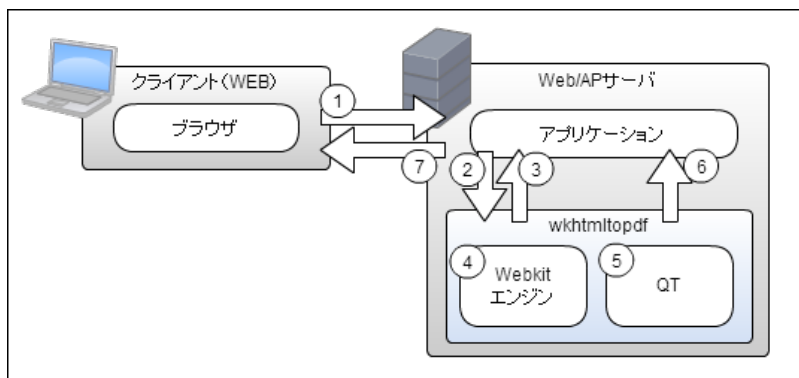 クライアント(WEB)
ブラウザ
1
7
Web/APサーバ
アプリケーション
2
3
6
wkhtmltopdf
4
Webkit
エンジン
5
QT